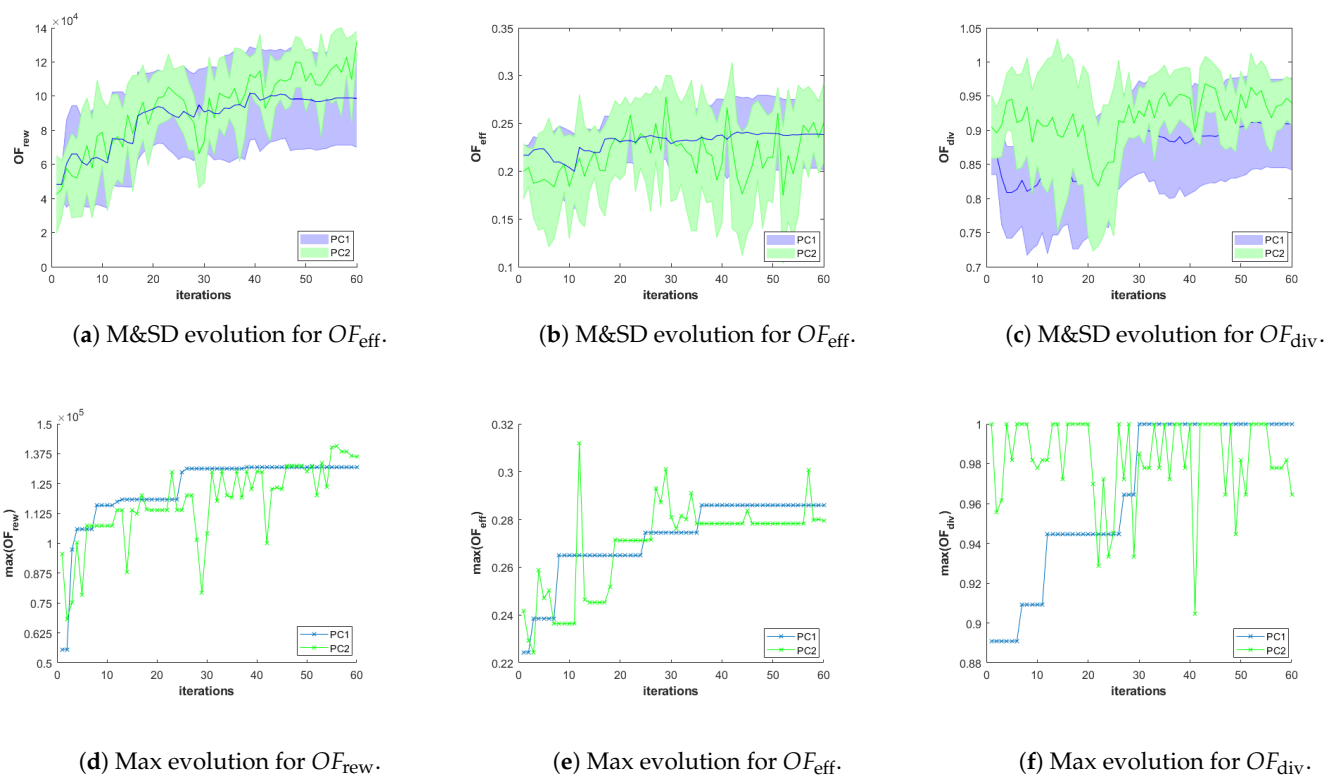 × 10⁴
14
12
10
8
6
4
2
0
OF_rew
0 10 20 30 40 50 60
iterations
PC1
PC2
0.35
0.3
0.25
0.2
0.15
0.1
OF_eff
0 10 20 30 40 50 60
iterations
PC1
PC2
1.05
1
0.95
0.9
0.85
0.8
0.75
0.7
OF_div
0 10 20 30 40 50 60
iterations
PC1
PC2
(a) M&SD evolution for OF_eff.
(b) M&SD evolution for OF_eff.
(c) M&SD evolution for OF_div.
× 10⁵
1.5
1.375
1.25
1.125
1
0.875
0.75
0.625
0.5
max(OF_rew)
0 10 20 30 40 50 60
iterations
PC1
PC2
0.32
0.3
0.28
0.26
0.24
0.22
max(OF_eff)
0 10 20 30 40 50 60
iterations
PC1
PC2
1
0.98
0.96
0.94
0.92
0.9
0.88
max(OF_div)
0 10 20 30 40 50 60
iterations
PC1
PC2
(d) Max evolution for OF_rew.
(e) Max evolution for OF_eff.
(f) Max evolution for OF_div.